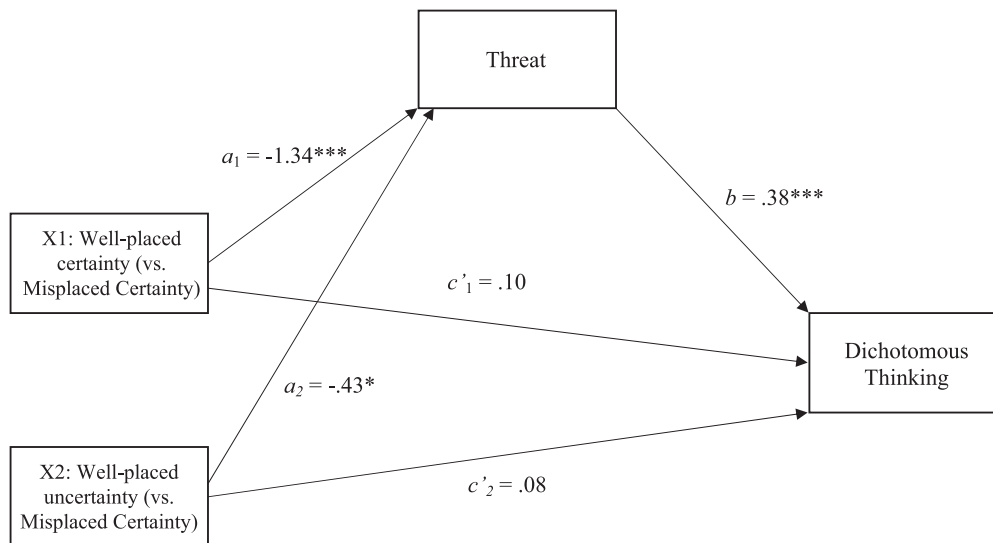 Threat
a1 = -1.34***
b = .38***
X1: Well-placed
certainty (vs.
Misplaced Certainty)
c’1 = .10
Dichotomous
Thinking
a2 = -.43*
X2: Well-placed
uncertainty (vs.
Misplaced Certainty)
c’2 = .08